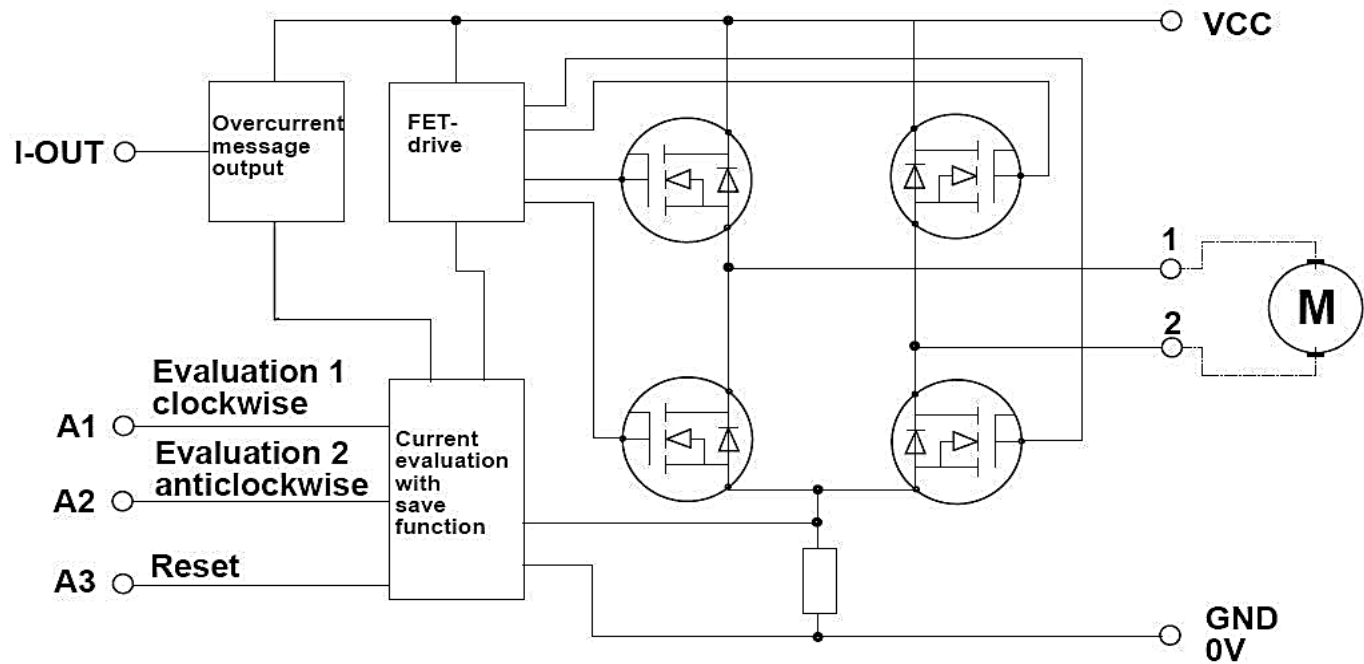 VCC
Overcurrent
message
output
FET-
drive
I-OUT
1
M
2
Evaluation 1
clockwise
A1
Evaluation 2
anticlockwise
A2
Current
evaluation
with
save
function
A3
Reset
GND
0V